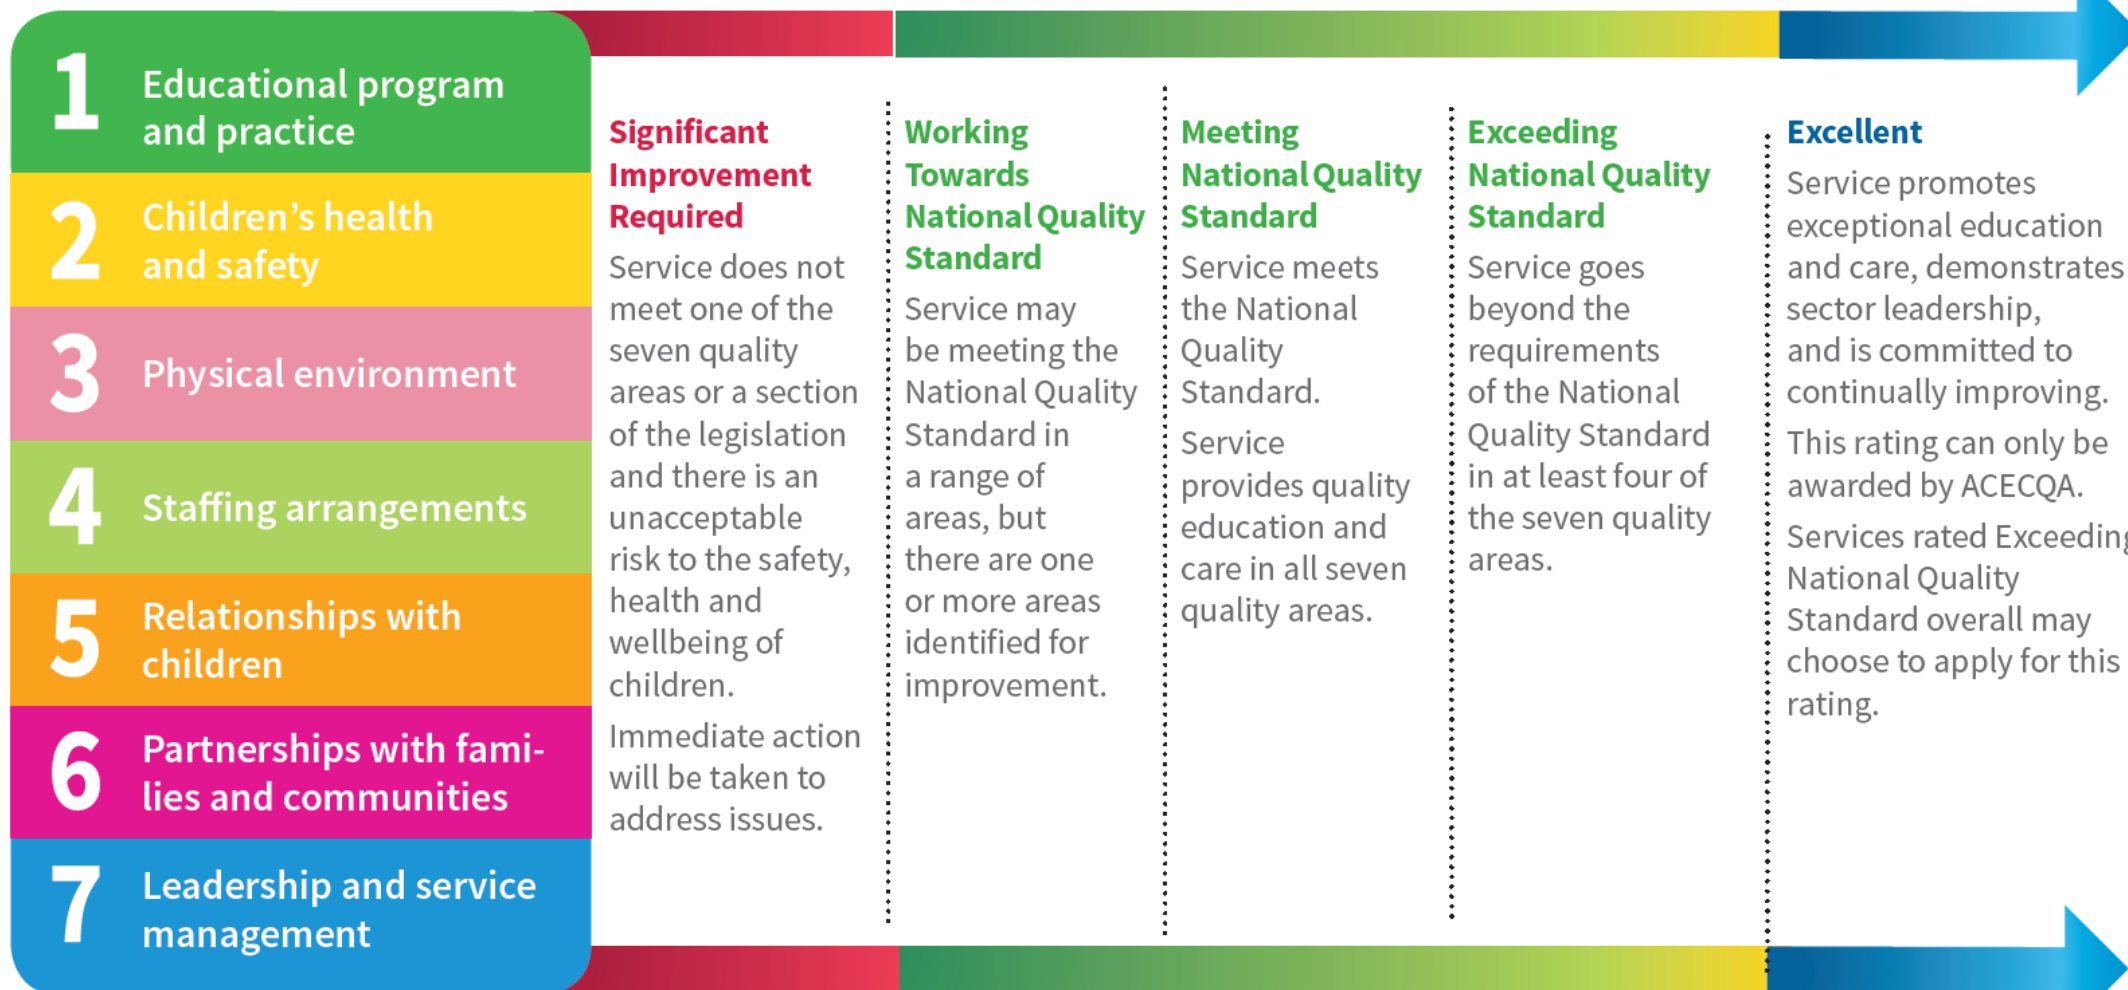 1
Educational program
and practice
2
Children’s health
and safety
3
Physical environment
4
Staffing arrangements
5
Relationships with
children
6
Partnerships with fami-
lies and communities
7
Leadership and service
management
Significant
Improvement
Required
Service does not
meet one of the
seven quality
areas or a section
of the legislation
and there is an
unacceptable
risk to the safety,
health and
wellbeing of
children.
Immediate action
will be taken to
address issues.
Working
Towards
National Quality
Standard
Service may
be meeting the
National Quality
Standard in
a range of
areas, but
there are one
or more areas
identified for
improvement.
Meeting
National Quality
Standard
Service meets
the National
Quality
Standard.
Service
provides quality
education and
care in all seven
quality areas.
Exceeding
National Quality
Standard
Service goes
beyond the
requirements
of the National
Quality Standard
in at least four of
the seven quality
areas.
Excellent
Service promotes
exceptional education
and care, demonstrates
sector leadership,
and is committed to
continually improving.
This rating can only be
awarded by ACECQA.
Services rated Exceeding
National Quality
Standard overall may
choose to apply for this
rating.